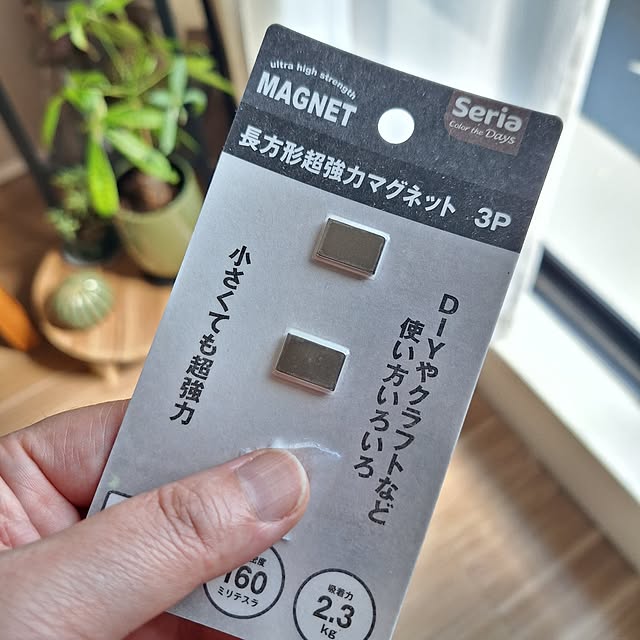 ultra high strength
MAGNET
Seria
Color the Days
長方形超強力マグネット 3P
DIYやクラフトなど
使い方いろいろ
小さくても超強力
度
160
ミリテスラ
吸着力
2.3
kg